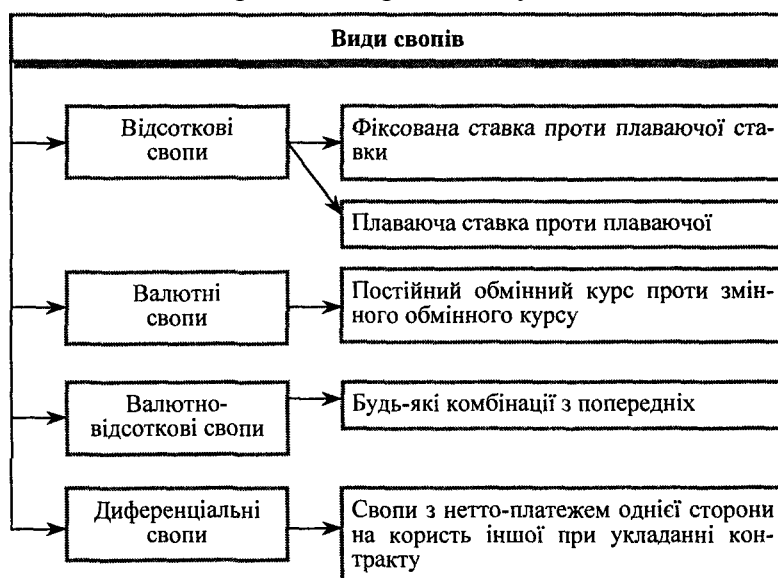 Види свопів
Відсоткові
свопи
Фіксована ставка проти плаваючої ста-
вки
Плаваюча ставка проти плаваючої
Валютні
свопи
Постійний обмінний курс проти змін-
ного обмінного курсу
Валютно-
відсоткові свопи
Будь-які комбінації з попередніх
Диференціальні
свопи
Свопи з нетто-платежем однієї сторони
на користь іншої при укладанні кон-
тракту